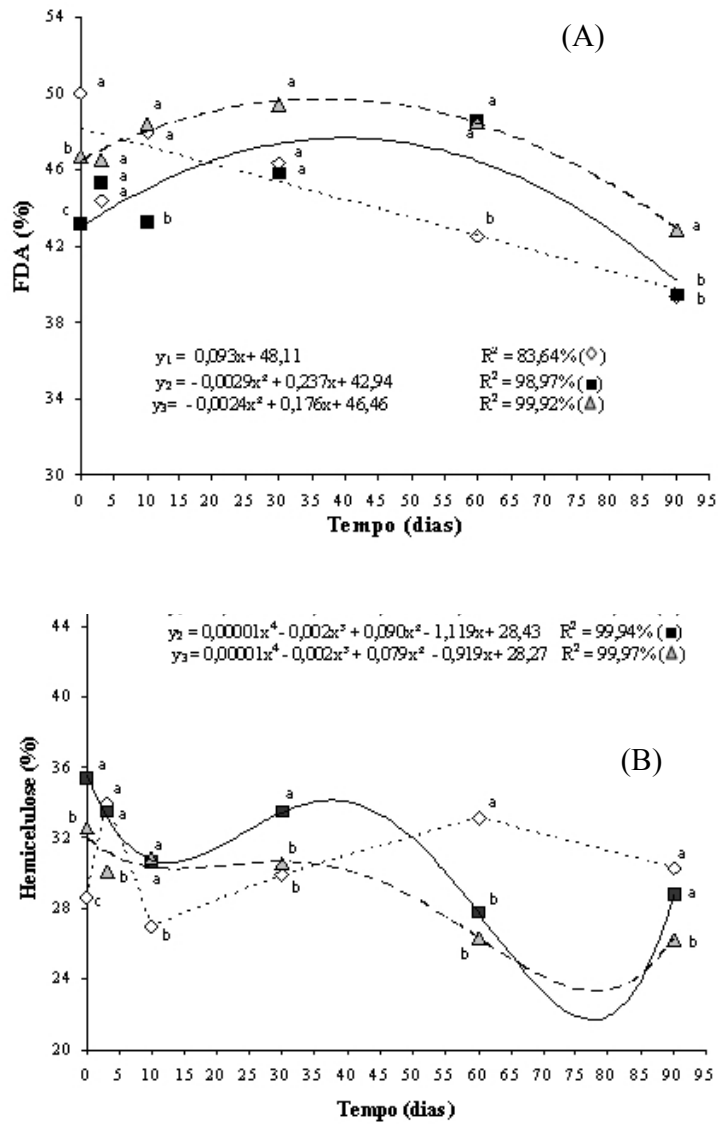 (A)
54
50
46
42
38
34
30
FDA (%)
a
b
c
a
a
a
a
a
b
a
a
a
a
b
a
b
b
y₁ = 0,093x + 48,11 R² = 83,64% (◇)
y₂ = - 0,0029x² + 0,237x + 42,94 R² = 98,97% (■)
y₃= - 0,0024x² + 0,176x + 46,46 R² = 99,92% (△)
0 5 10 15 20 25 30 35 40 45 50 55 60 65 70 75 80 85 90 95
Tempo (dias)
y₂ = 0,00001x⁴ - 0,002x³ + 0,090x² - 1,119x + 28,43 R² = 99,94% (■)
y₃ = 0,00001x⁴ - 0,002x³ + 0,079x² - 0,919x + 28,27 R² = 99,97% (△)
(B)
44
40
36
32
28
24
20
Hemicelulose (%)
a
b
c
a
a
b
a
a
b
a
b
b
a
b
b
a
a
b
0 5 10 15 20 25 30 35 40 45 50 55 60 65 70 75 80 85 90 95
Tempo (dias)